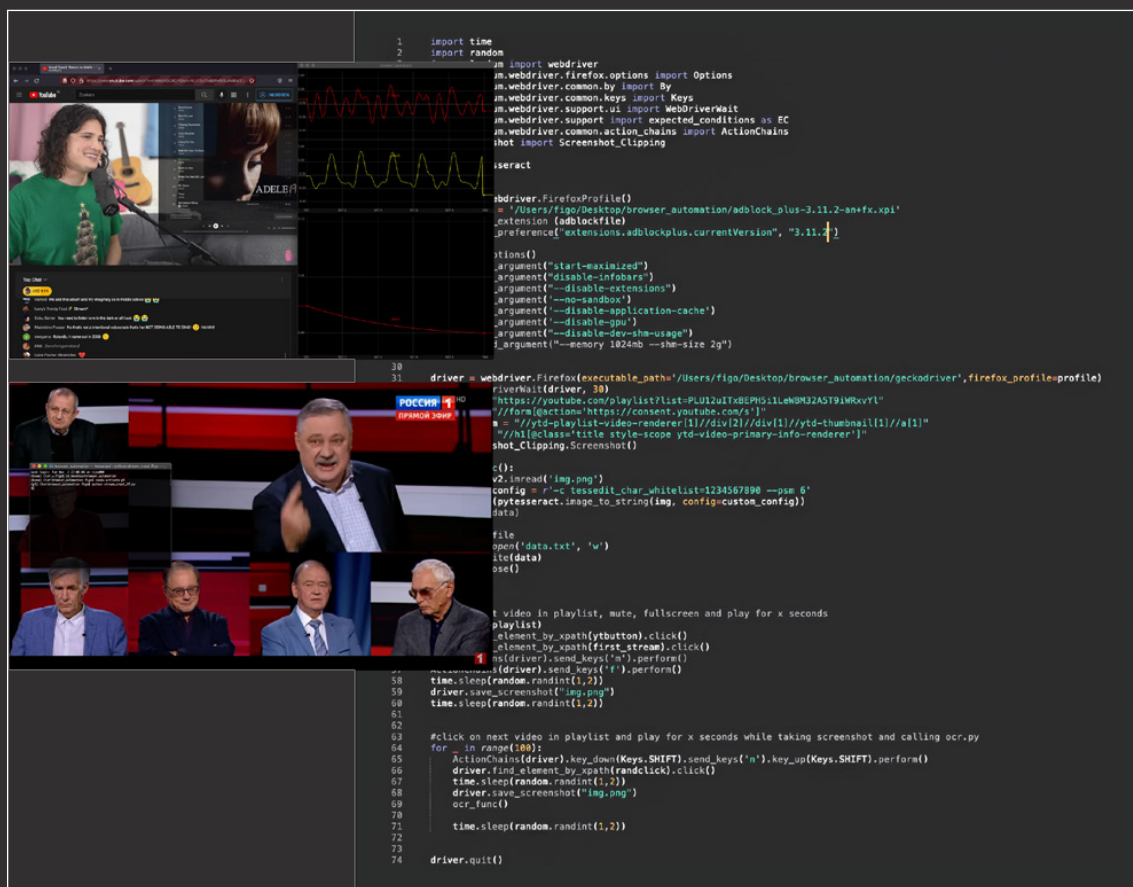 YouTube
Zoeken
ADELE 19
Top Chat
РОССИЯ 1
HD
ПРЯМОЙ ЭФИР
1
1 import time
2 import random
import webdriver
um.webdriver.firefox.options import Options
um.webdriver.common.by import By
um.webdriver.common.keys import Keys
um.webdriver.support.ui import WebDriverWait
um.webdriver.support import expected_conditions as EC
um.webdriver.common.action_chains import ActionChains
shot import Screenshot_Clipping
sseract
ebdriver.FirefoxProfile()
= '/Users/figo/Desktop/browser_automation/adblock_plus-3.11.2-an+fx.xpi'
_extension (adblockfile)
_preference("extensions.adblockplus.currentVersion", "3.11.2")
ptions()
_argument("start-maximized")
_argument("disable-infobars")
_argument("--disable-extensions")
_argument('--no-sandbox')
_argument('--disable-application-cache')
_argument('--disable-gpu')
_argument("--disable-dev-shm-usage")
d_argument("--memory 1024mb --shm-size 2g")
30
31 driver = webdriver.Firefox(executable_path='/Users/figo/Desktop/browser_automation/geckodriver',firefox_profile=profile)
riverWait(driver, 30)
"//form[@action='https://consent.youtube.com/s']"
m = "//ytd-playlist-video-renderer[1]//div[2]//div[1]//ytd-thumbnail[1]//a[1]"
"//h1[@class='title style-scope ytd-video-primary-info-renderer']"
shot_Clipping.Screenshot()
c():
v2.imread('img.png')
config = r'-c tessedit_char_whitelist=1234567890 --psm 6'
(pytesseract.image_to_string(img, config=custom_config))
data)
file
open('data.txt', 'w')
ite(data)
ose()
t video in playlist, mute, fullscreen and play for x seconds
playlist)
_element_by_xpath(ytbutton).click()
_element_by_xpath(first_stream).click()
ns(driver).send_keys('m').perform()
57 ActionChains(driver).send_keys('f').perform()
58 time.sleep(random.randint(1,2))
59 driver.save_screenshot("img.png")
60 time.sleep(random.randint(1,2))
61
62
63 #click on next video in playlist and play for x seconds while taking screenshot and calling ocr.py
64 for _ in range(100):
65 ActionChains(driver).key_down(Keys.SHIFT).send_keys('n').key_up(Keys.SHIFT).perform()
66 driver.find_element_by_xpath(randclick).click()
67 time.sleep(random.randint(1,2))
68 driver.save_screenshot("img.png")
69 ocr_func()
70
71 time.sleep(random.randint(1,2))
72
73
74 driver.quit()